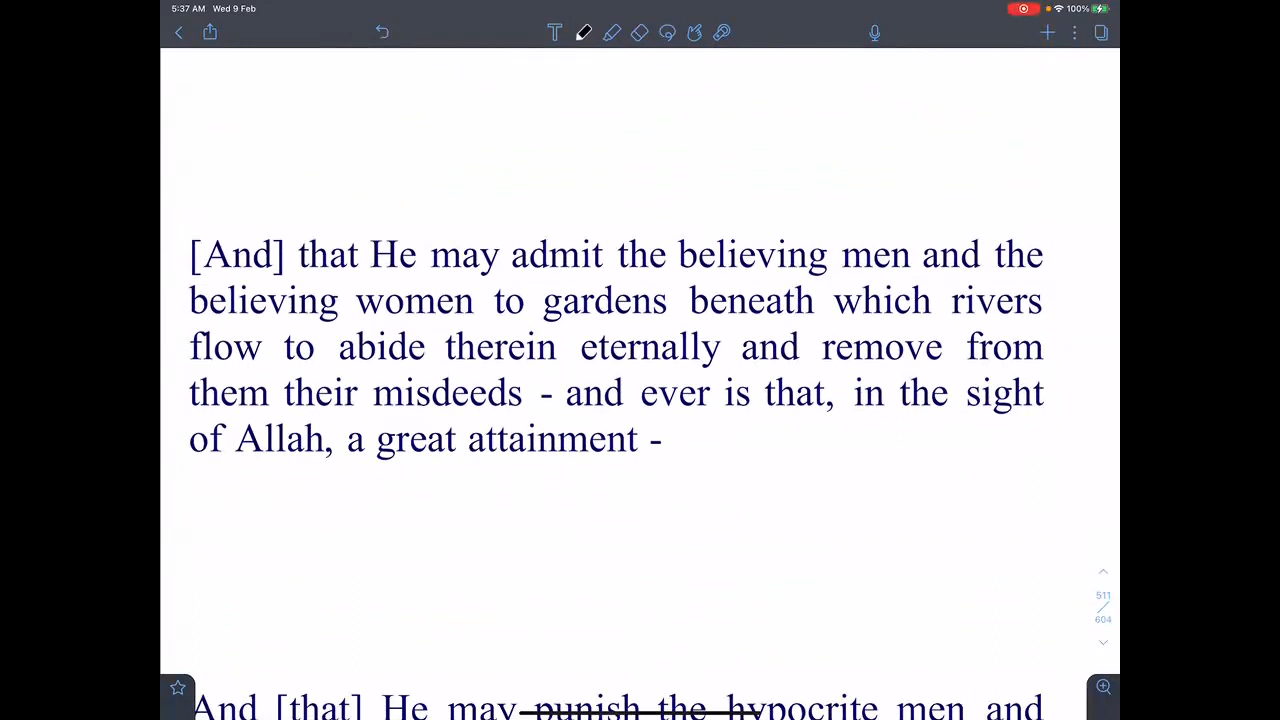 5:37 AM Wed 9 Feb
100%
[And] that He may admit the believing men and the
believing women to gardens beneath which rivers
flow to abide therein eternally and remove from
them their misdeeds - and ever is that, in the sight
of Allah, a great attainment -
511
604
And [that] He may punish the hypocrite men and